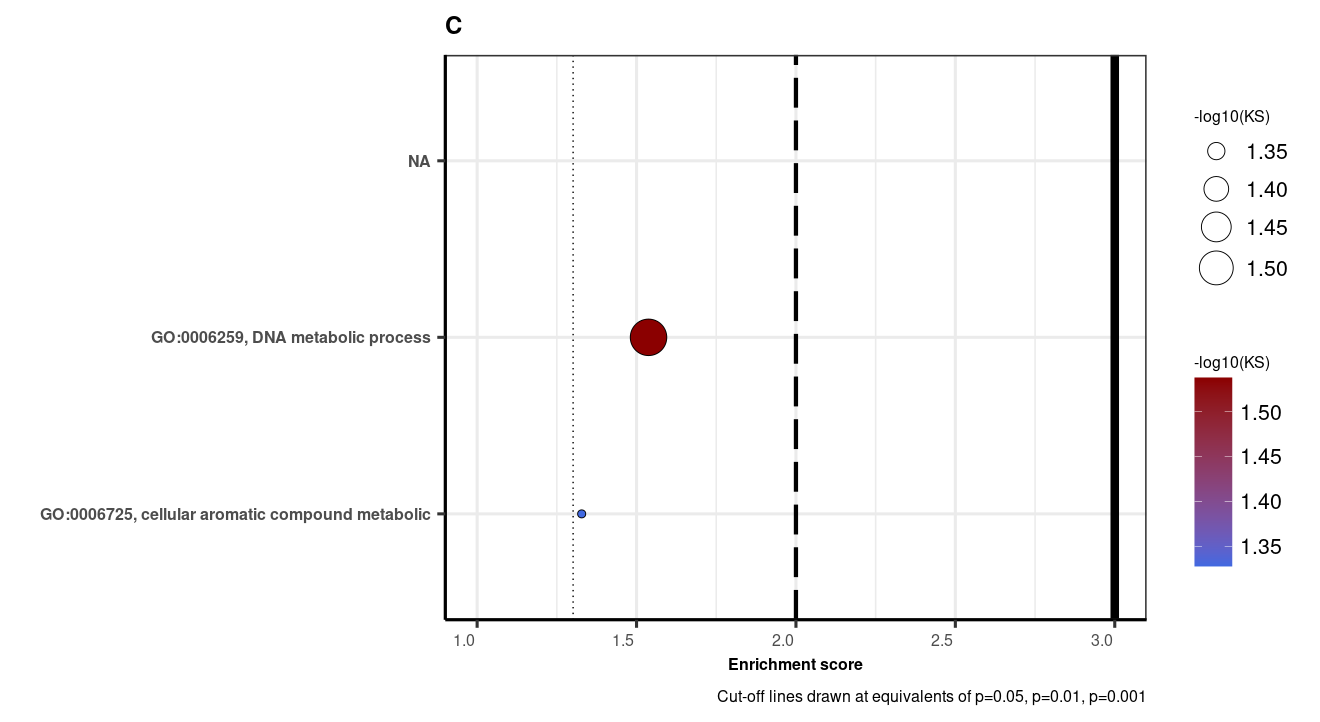 C
NA
GO:0006259, DNA metabolic process
GO:0006725, cellular aromatic compound metabolic
1.0 1.5 2.0 2.5 3.0
Enrichment score
Cut-off lines drawn at equivalents of p=0.05, p=0.01, p=0.001
-log10(KS)
1.35
1.40
1.45
1.50
-log10(KS)
1.50
1.45
1.40
1.35